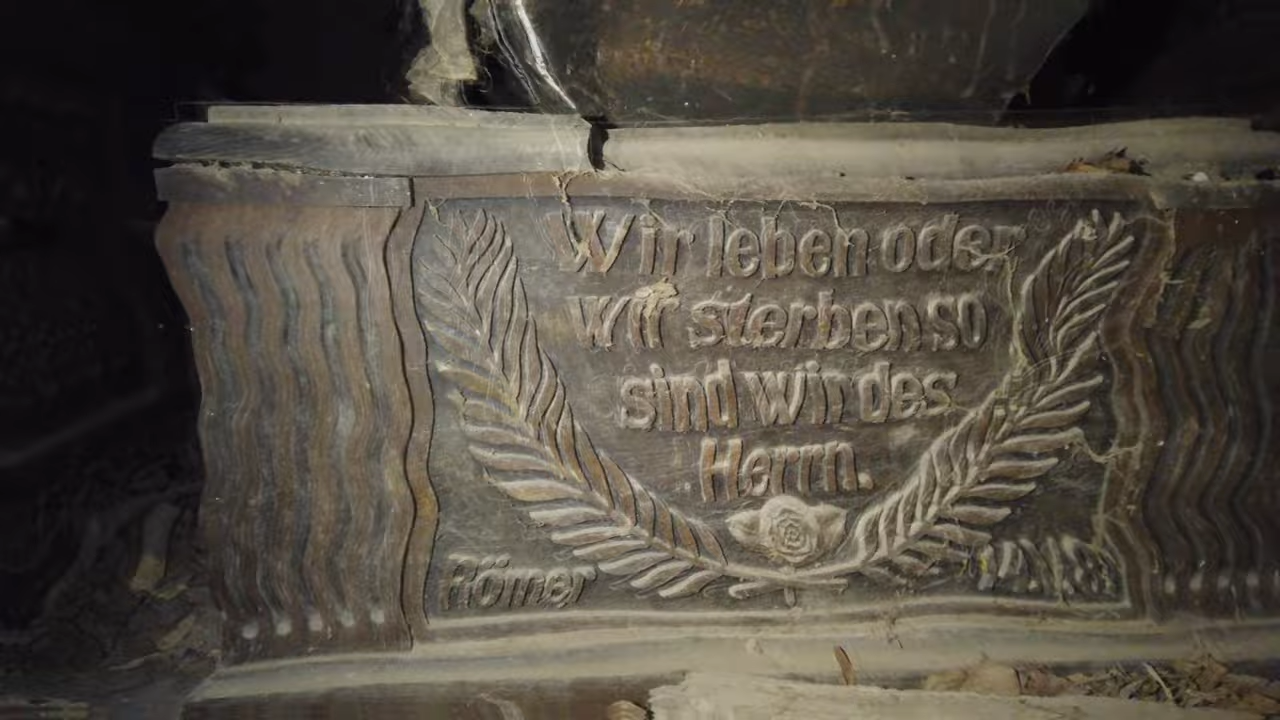 Wir leben oder
wir sterben so
sind wir des
Herrn.
Römer